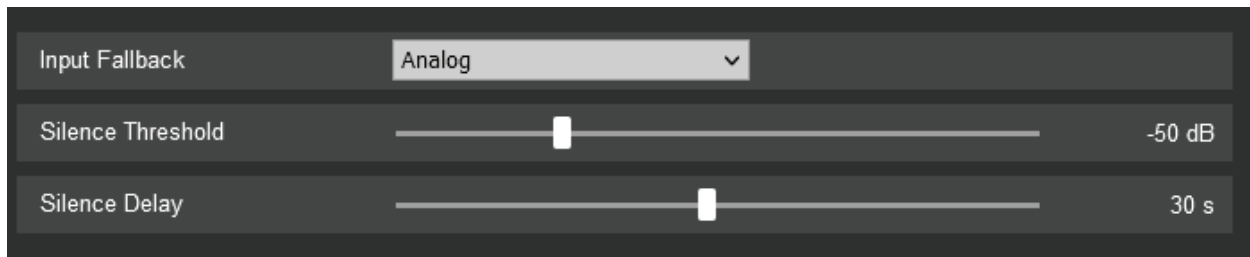 Input Fallback Analog
Silence Threshold -50 dB
Silence Delay 30 s